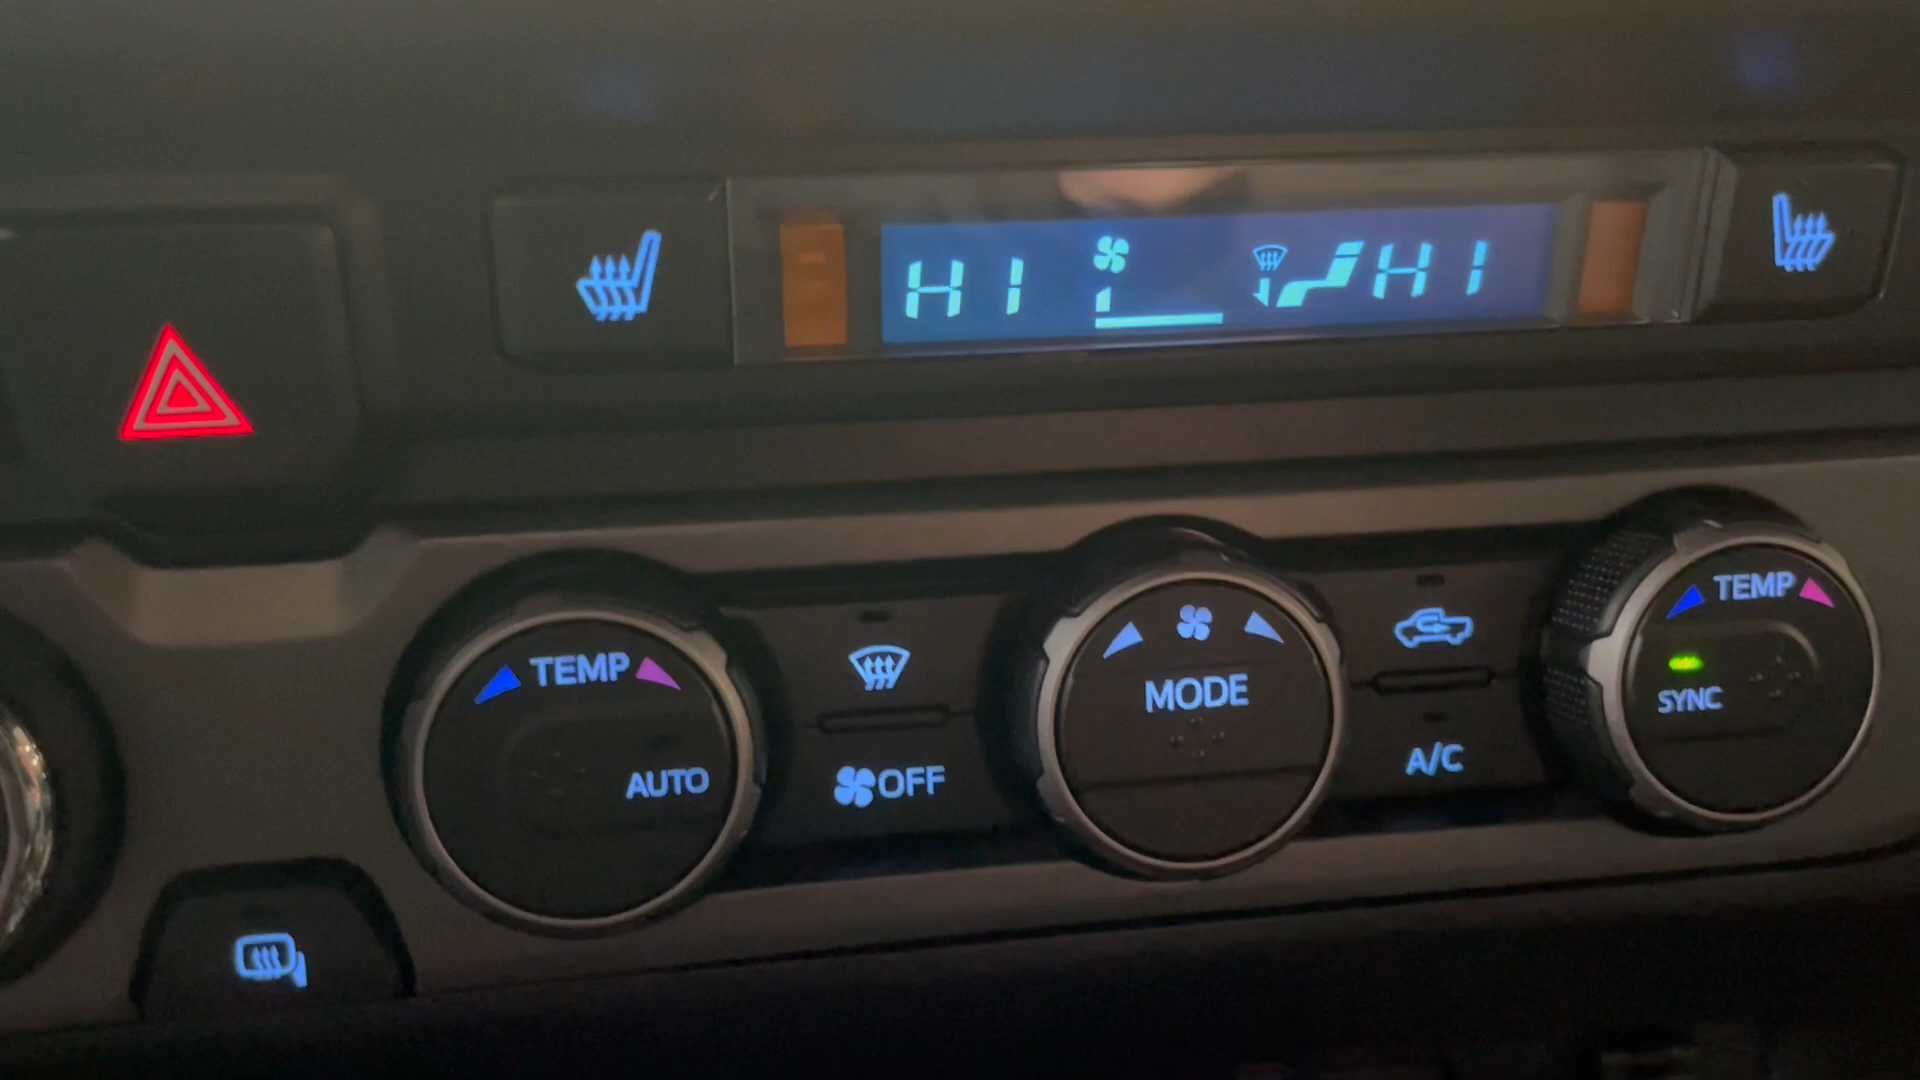 HI HI
TEMP
AUTO
OFF
MODE
A/C
TEMP
SYNC